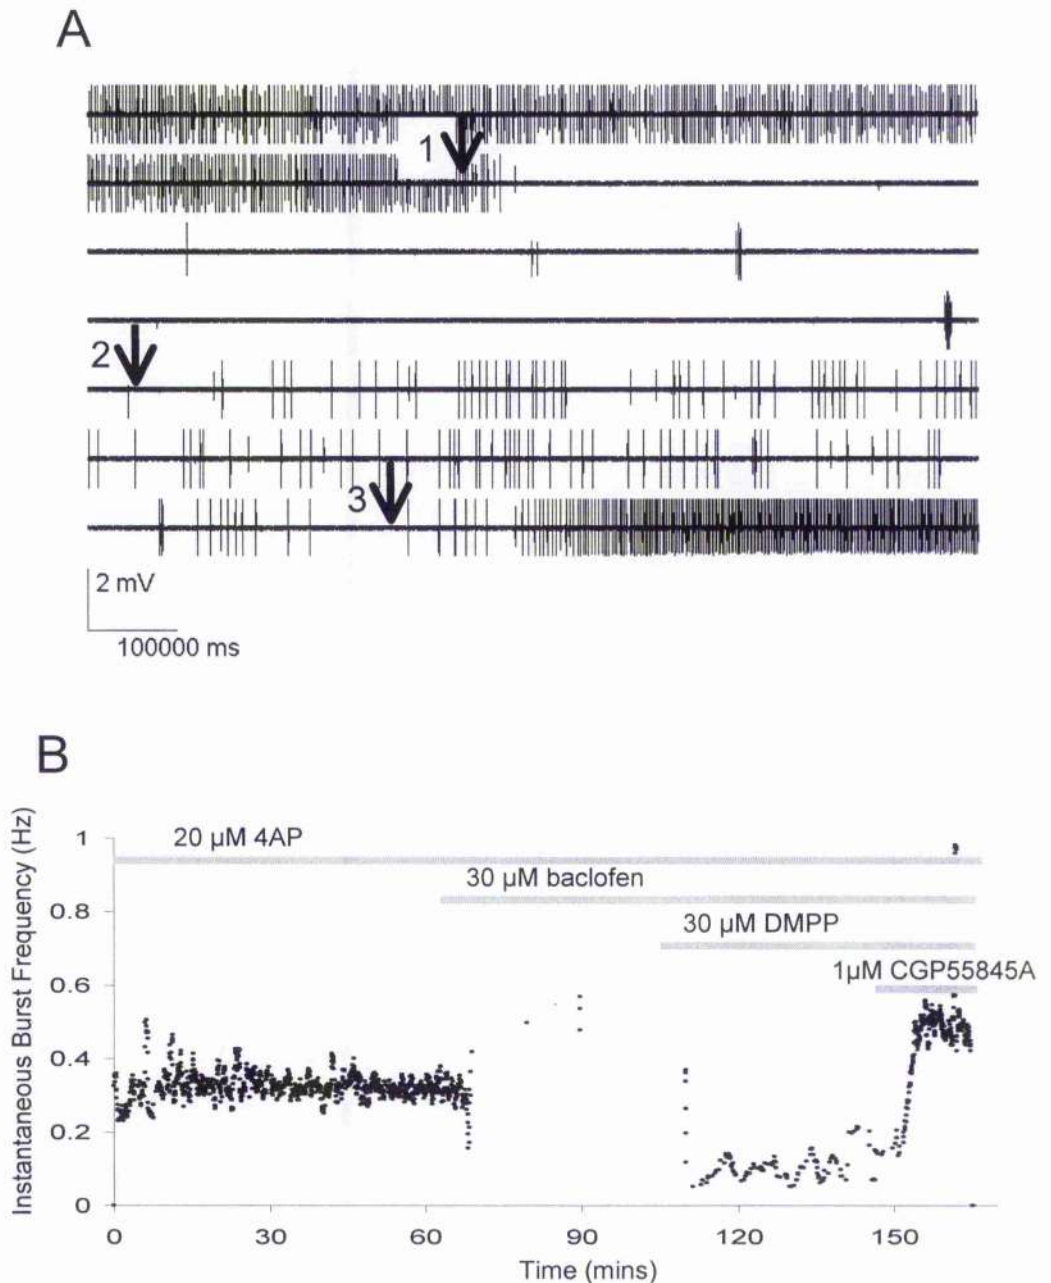 A
1
2
3
2 mV
100000 ms
B
Instantaneous Burst Frequency (Hz)
1
0.8
0.6
0.4
0.2
0
20 µM 4AP
30 µM baclofen
30 µM DMPP
1µM CGP55845A
0 30 60 90 120 150
Time (mins)